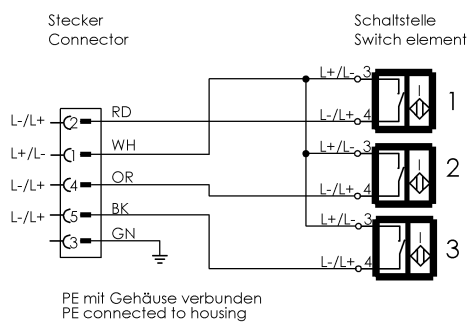 Stecker
Connector
Schaltstelle
Switch element
L+/L- 3
L-/L+ 4
1
L-/L+ 2 RD
L+/L- 1 WH
L-/L+ 4 OR
L-/L+ 5 BK
3 GN
L+/L- 3
L-/L+ 4
2
L+/L- 3
L-/L+ 4
3
PE mit Gehäuse verbunden
PE connected to housing